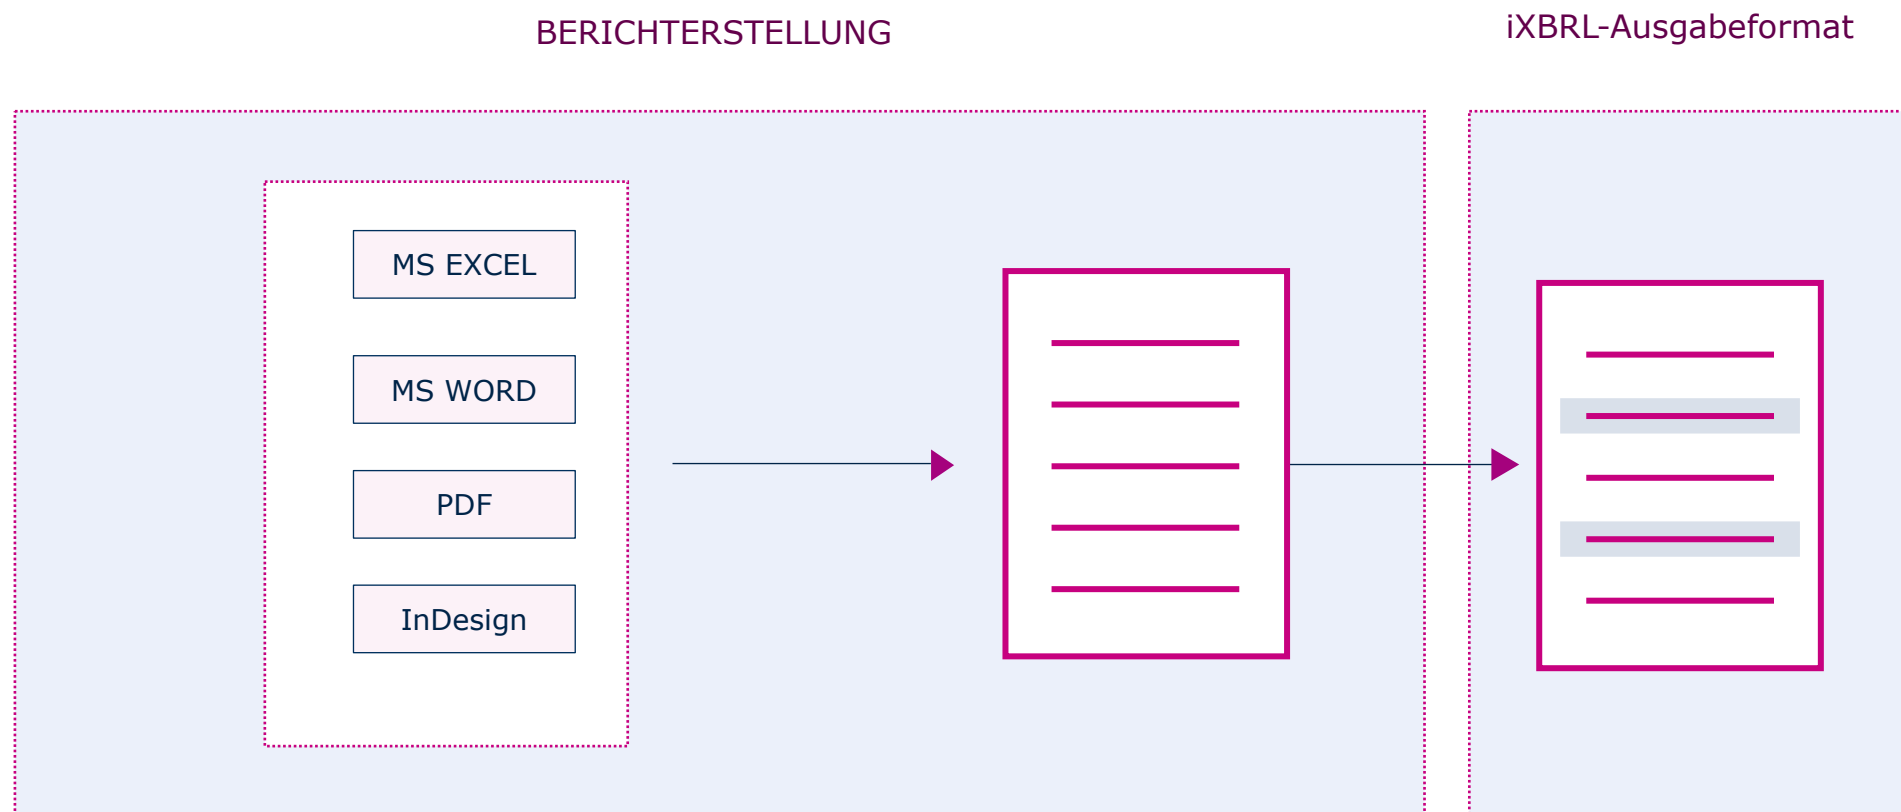 BERICHTERSTELLUNG
iXBRL-Ausgabeformat
MS EXCEL
MS WORD
PDF
InDesign